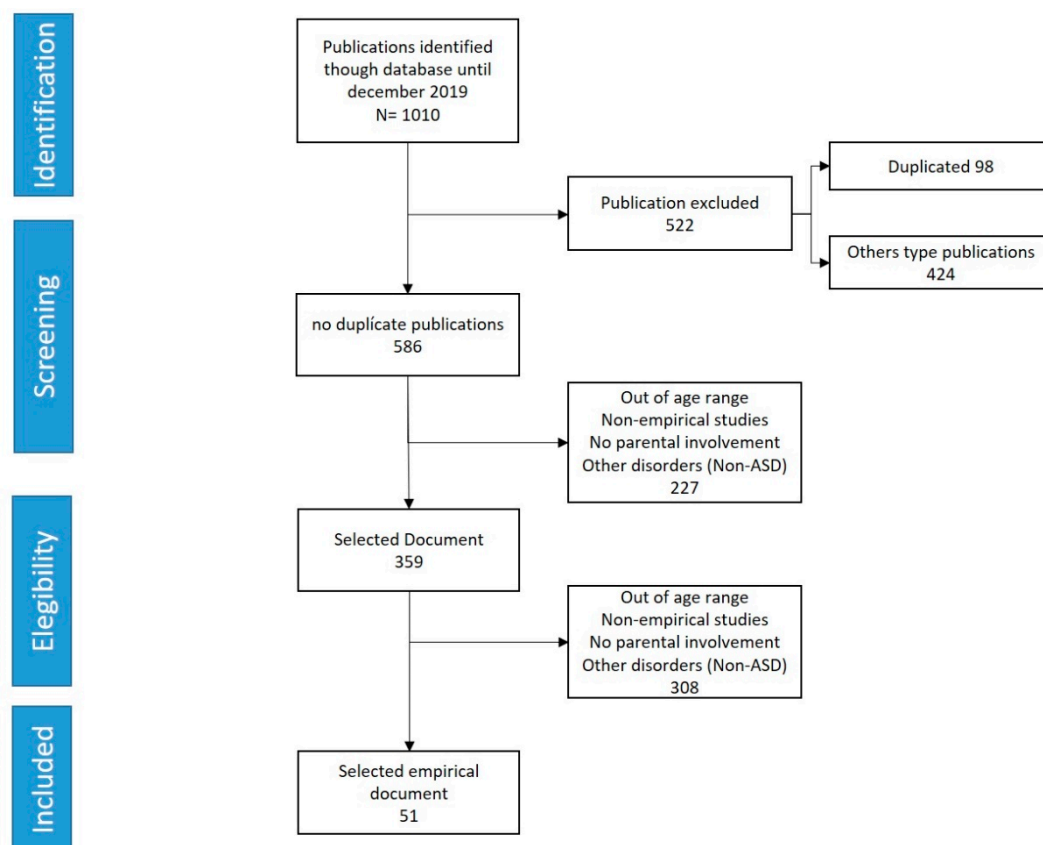 Identification
Publications identified
though database until
december 2019
N= 1010
Publication excluded
522
Duplicated 98
Others type publications
424
Screening
no duplícate publications
586
Out of age range
Non-empirical studies
No parental involvement
Other disorders (Non-ASD)
227
Elegibility
Selected Document
359
Out of age range
Non-empirical studies
No parental involvement
Other disorders (Non-ASD)
308
Included
Selected empirical
document
51